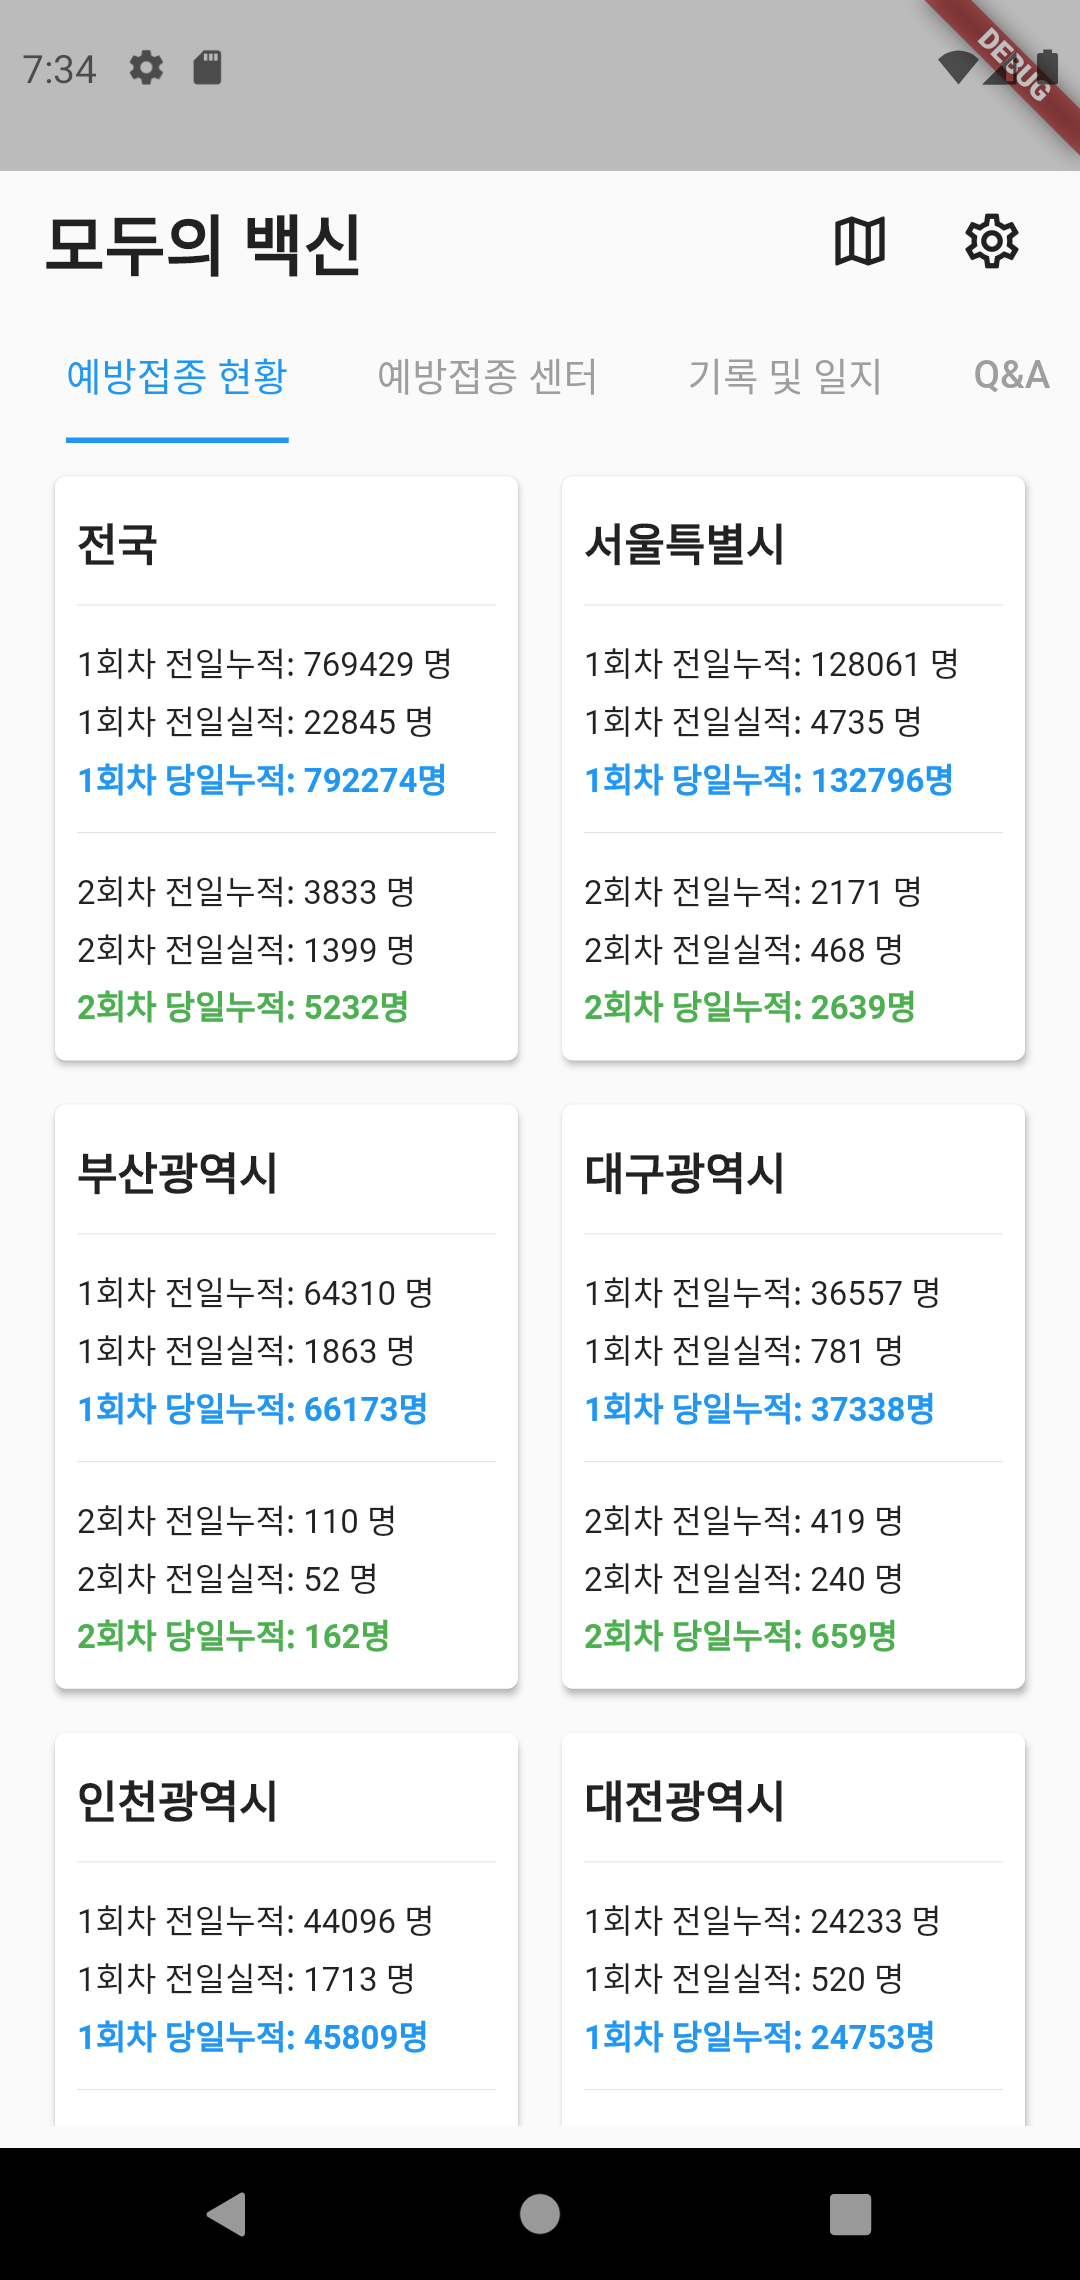 7:34
DEBUG
모두의 백신
예방접종 현황 예방접종 센터 기록 및 일지 Q&A
전국
1회차 전일누적: 769429 명
1회차 전일실적: 22845 명
1회차 당일누적: 792274명
2회차 전일누적: 3833 명
2회차 전일실적: 1399 명
2회차 당일누적: 5232명
서울특별시
1회차 전일누적: 128061 명
1회차 전일실적: 4735 명
1회차 당일누적: 132796명
2회차 전일누적: 2171 명
2회차 전일실적: 468 명
2회차 당일누적: 2639명
부산광역시
1회차 전일누적: 64310 명
1회차 전일실적: 1863 명
1회차 당일누적: 66173명
2회차 전일누적: 110 명
2회차 전일실적: 52 명
2회차 당일누적: 162명
대구광역시
1회차 전일누적: 36557 명
1회차 전일실적: 781 명
1회차 당일누적: 37338명
2회차 전일누적: 419 명
2회차 전일실적: 240 명
2회차 당일누적: 659명
인천광역시
1회차 전일누적: 44096 명
1회차 전일실적: 1713 명
1회차 당일누적: 45809명
대전광역시
1회차 전일누적: 24233 명
1회차 전일실적: 520 명
1회차 당일누적: 24753명